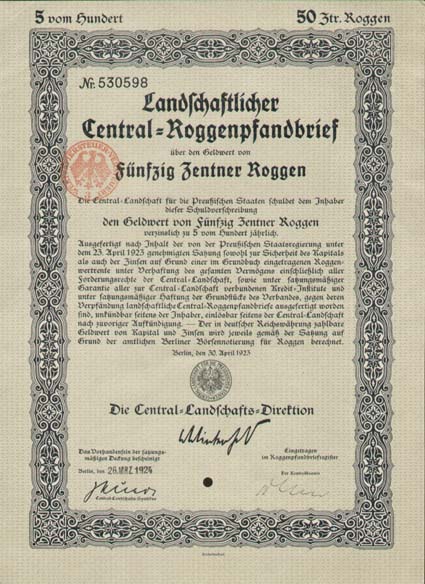 5 vom Hundert 50 Ztr. Roggen
Nr. 530598
Landschaftlicher
Central=Roggenpfandbrief
über den Geldwert von
Fünfzig Zentner Roggen
Die Central=Landschaft für die Preußischen Staaten schuldet dem Inhaber
dieser Schuldverschreibung
den Geldwert von Fünfzig Zentner Roggen
verzinslich zu 5 vom Hundert jährlich.
Ausgefertigt nach Inhalt der von der Preußischen Staatsregierung unter
dem 23. April 1923 genehmigten Satzung sowohl zur Sicherheit des Kapitals
als auch der Zinsen auf Grund einer im Grundbuch eingetragenen Roggen=
wertrente unter Verhaftung des gesamten Vermögens einschließlich aller
Forderungsrechte der Central=Landschaft, sowie unter satzungsmäßiger
Garantie aller zur Central=Landschaft verbundenen Kredit=Institute und
unter satzungsmäßiger Haftung der Grundstücke des Verbandes, gegen deren
Verpfändung landschaftliche Central=Roggenpfandbriefe ausgefertigt worden
sind, unkündbar seitens der Inhaber, einlösbar seitens der Central=Landschaft
nach zuvoriger Aufkündigung. — Der in deutscher Reichswährung zahlbare
Geldwert von Kapital und Zinsen wird jeweils gemäß der Satzung auf
Grund der amtlichen Berliner Börsennotierung für Roggen berechnet.
Berlin, den 30. April 1923
Die Central=Landschafts=Direktion
Das Vorhandensein der satzungs=
mäßigen Deckung bescheinigt
Berlin, den 26. MRZ. 1924
Central=Landschafts=Syndikus
Eingetragen
im Roggenpfandbriefregister
Der Kontrollbeamte